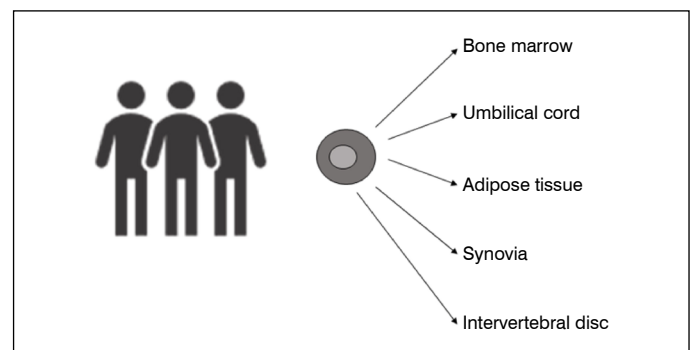 Bone marrow
Umbilical cord
Adipose tissue
Synovia
Intervertebral disc